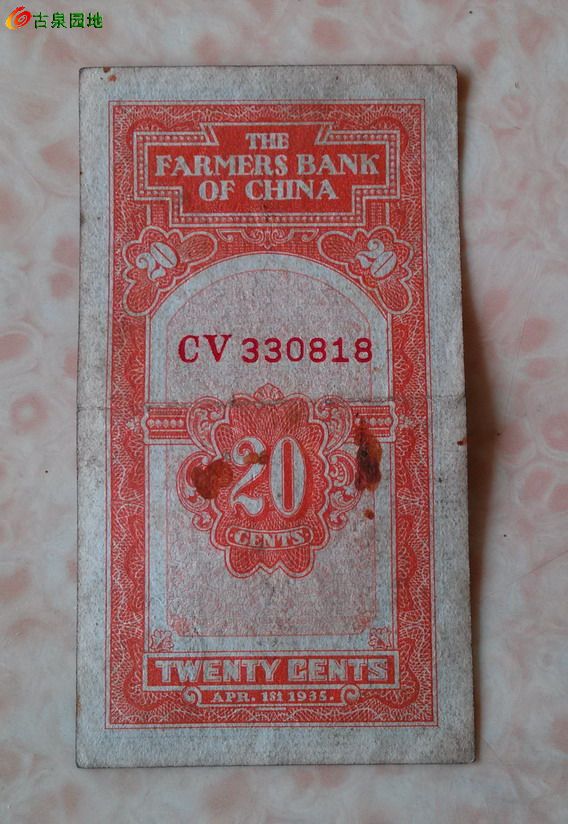 古泉园地
THE
FARMERS BANK
OF CHINA
20 20
CV 330818
20
CENTS
TWENTY CENTS
APR. 1st 1935.